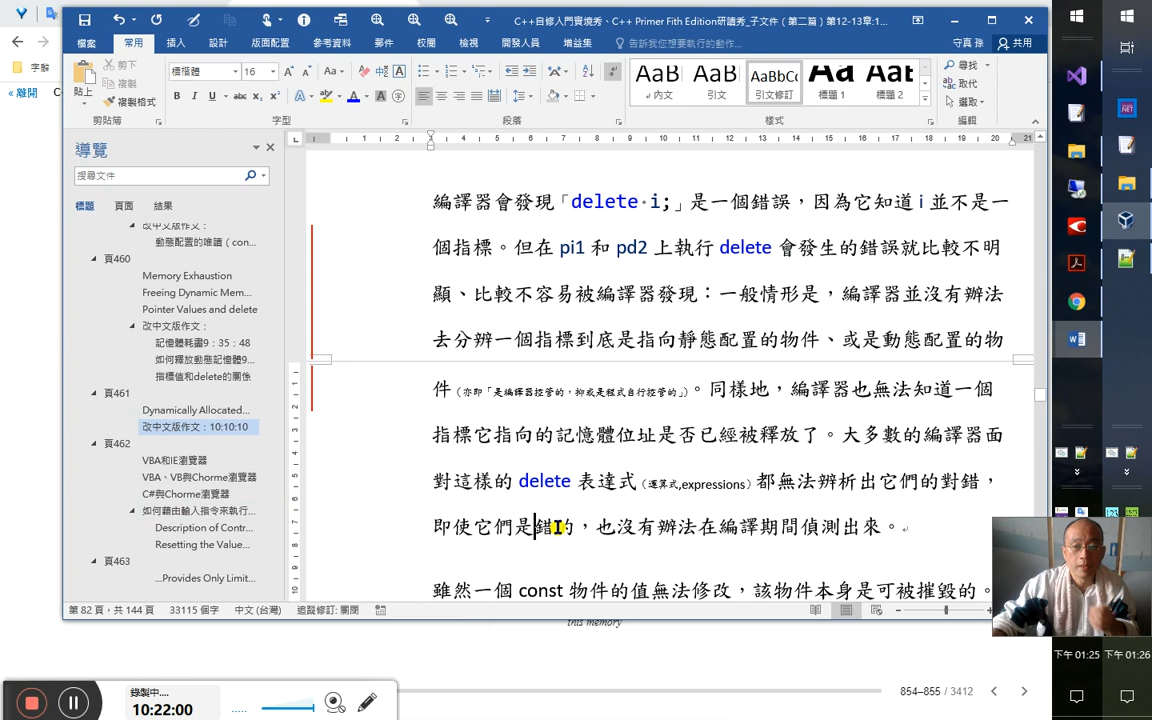 C++自修入門實境秀、C++ Primer Fith Edition研讀秀_子文件（第二篇）第12-13章:1...
檔案 常用 插入 設計 版面配置 參考資料 郵件 校閱 檢視 開發人員 增益集 告訴我您想要執行的動作... 守真 孫 共用
字齡
«離開
貼上 剪下 複製 複製格式
標楷體 16
AaBbC AaBbC AaBbCc Aa Aat
內文 引文 引文修訂 標題 1 標題 2
尋找 取代 選取
剪貼簿 字型 段落 樣式 編輯
導覽
搜尋文件
標題 頁面 結果
改中文版作文：
動態配置的唯讀（con...
頁460
Memory Exhaustion
Freeing Dynamic Mem...
Pointer Values and delete
改中文版作文：
記憶體耗盡9：35：48
如何釋放動態記憶體9...
指標值和delete的關係
頁461
Dynamically Allocated...
改中文版作文：10:10:10
頁462
VBA和IE瀏覽器
VBA、VB與Chorme瀏覽器
C#與Chorme瀏覽器
如何藉由輸入指令來執行...
Description of Contr...
Resetting the Value...
頁463
...Provides Only Limit...
編譯器會發現「delete·i;」是一個錯誤，因為它知道 i 並不是一
個指標。但在 pi1 和 pd2 上執行 delete 會發生的錯誤就比較不明
顯、比較不容易被編譯器發現：一般情形是，編譯器並沒有辦法
去分辨一個指標到底是指向靜態配置的物件、或是動態配置的物
件（亦即「是編譯器控管的，抑或是程式自行控管的」）。同樣地，編譯器也無法知道一個
指標它指向的記憶體位址是否已經被釋放了。大多數的編譯器面
對這樣的 delete 表達式（運算式,expressions）都無法辨析出它們的對錯，
即使它們是錯的，也沒有辦法在編譯期間偵測出來。
雖然一個 const 物件的值無法修改，該物件本身是可被摧毀的。
第 82 頁，共 144 頁 33115 個字 中文 (台灣) 追蹤修訂: 關閉
this memory
下午 01:25 下午 01:26
錄製中....
10:22:00
854–855 / 3412